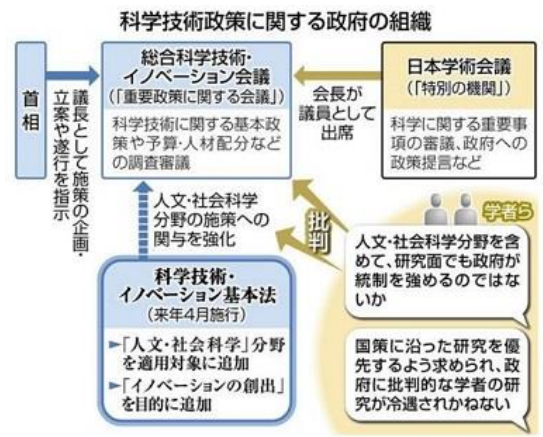 科学技術政策に関する政府の組織
首相
議長として施策の企画・
立案や遂行を指示
総合科学技術・
イノベーション会議
(「重要政策に関する会議」)
科学技術に関する基本政
策や予算・人材配分など
の調査審議
会長が
議員として
出席
日本学術会議
(「特別の機関」)
科学に関する重要事
項の審議、政府への
政策提言など
人文・社会科学
分野の施策への
関与を強化
批判
学者ら
科学技術・
イノベーション基本法
(来年4月施行)
▶「人文・社会科学」分野
を適用対象に追加
▶「イノベーションの創出」
を目的に追加
人文・社会科学分野を含
めて、研究面でも政府が
統制を強めるのではな
いか
国策に沿った研究を優
先するよう求められ、政
府に批判的な学者の研
究が冷遇されかねない